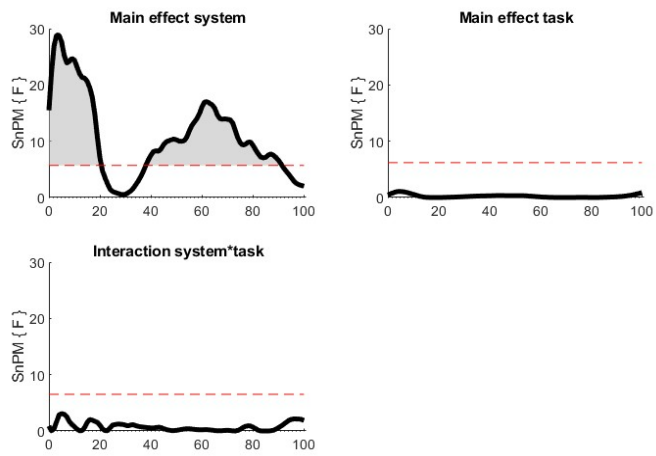 Main effect system
30
20
10
0
SnPM { F }
0 20 40 60 80 100
Main effect task
30
20
10
0
SnPM { F }
0 20 40 60 80 100
Interaction system*task
30
20
10
0
SnPM { F }
0 20 40 60 80 100